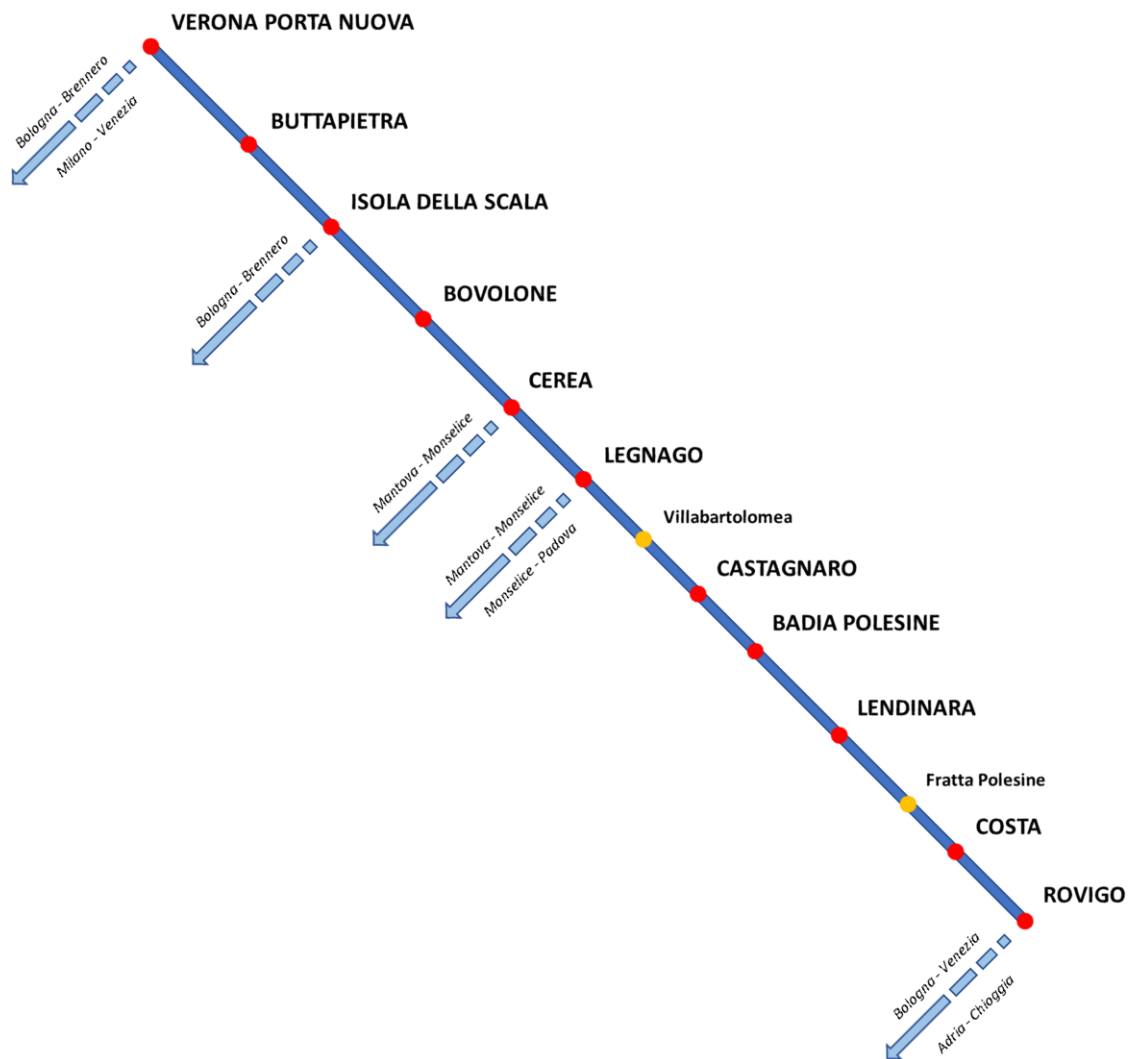 VERONA PORTA NUOVA
Bologna - Brennero
Milano - Venezia
BUTTAPIETRA
ISOLA DELLA SCALA
Bologna - Brennero
BOVOLONE
CEREA
Mantova - Monselice
LEGNAGO
Mantova - Monselice
Monselice - Padova
Villabartolomea
CASTAGNARO
BADIA POLESINE
LENDINARA
Fratta Polesine
COSTA
ROVIGO
Bologna - Venezia
Adria - Chioggia